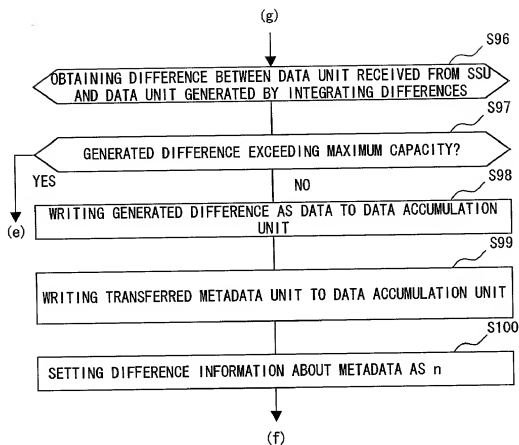 (g)
S96
OBTAINING DIFFERENCE BETWEEN DATA UNIT RECEIVED FROM SSU
AND DATA UNIT GENERATED BY INTEGRATING DIFFERENCES
S97
GENERATED DIFFERENCE EXCEEDING MAXIMUM CAPACITY?
YES
NO
S98
(e)
WRITING GENERATED DIFFERENCE AS DATA TO DATA ACCUMULATION
UNIT
S99
WRITING TRANSFERRED METADATA UNIT TO DATA ACCUMULATION UNIT
S100
SETTING DIFFERENCE INFORMATION ABOUT METADATA AS n
(f)